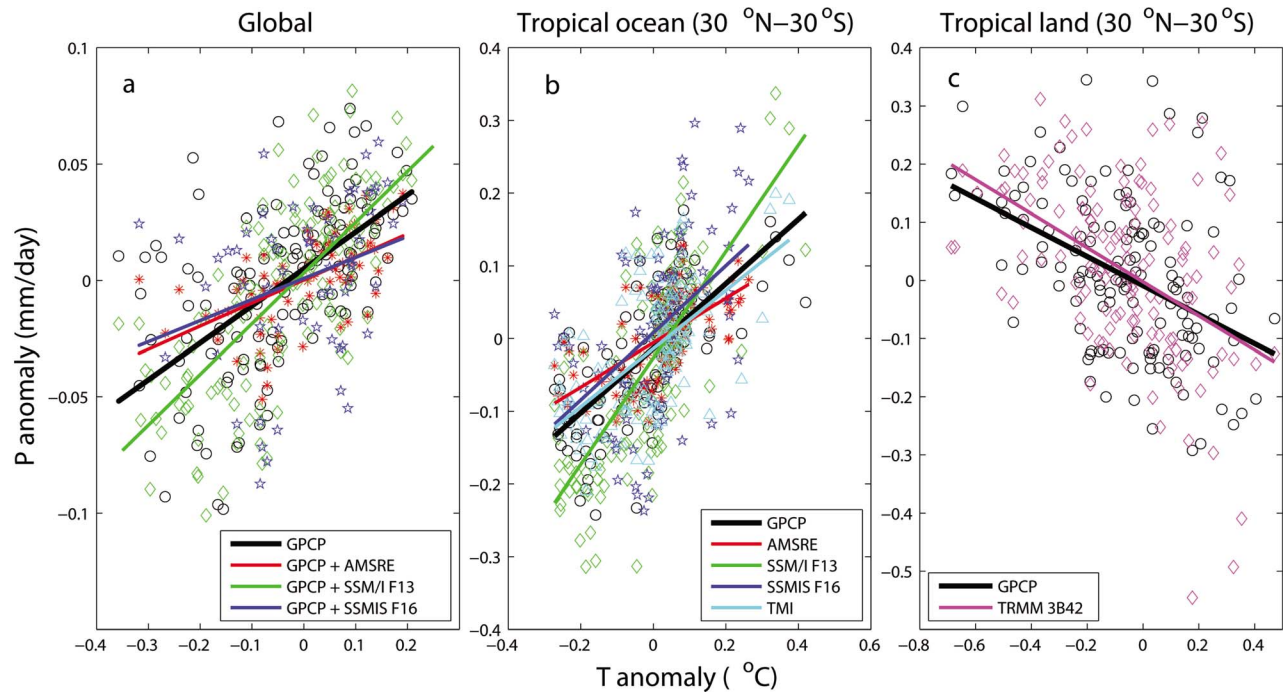 Global
Tropical ocean (30 °N−30 °S)
Tropical land (30 °N−30 °S)
P anomaly (mm/day)
a
0.1
0.05
0
−0.05
−0.1
−0.4 −0.3 −0.2 −0.1 0 0.1 0.2
GPCP
GPCP + AMSRE
GPCP + SSM/I F13
GPCP + SSMIS F16
b
0.4
0.3
0.2
0.1
0
−0.1
−0.2
−0.3
−0.4
−0.4 −0.2 0 0.2 0.4
GPCP
AMSRE
SSM/I F13
SSMIS F16
TMI
c
0.4
0.3
0.2
0.1
0
−0.1
−0.2
−0.3
−0.4
−0.5
−0.8 −0.6 −0.4 −0.2 0 0.2 0.4 0.6
GPCP
TRMM 3B42
T anomaly ( °C)